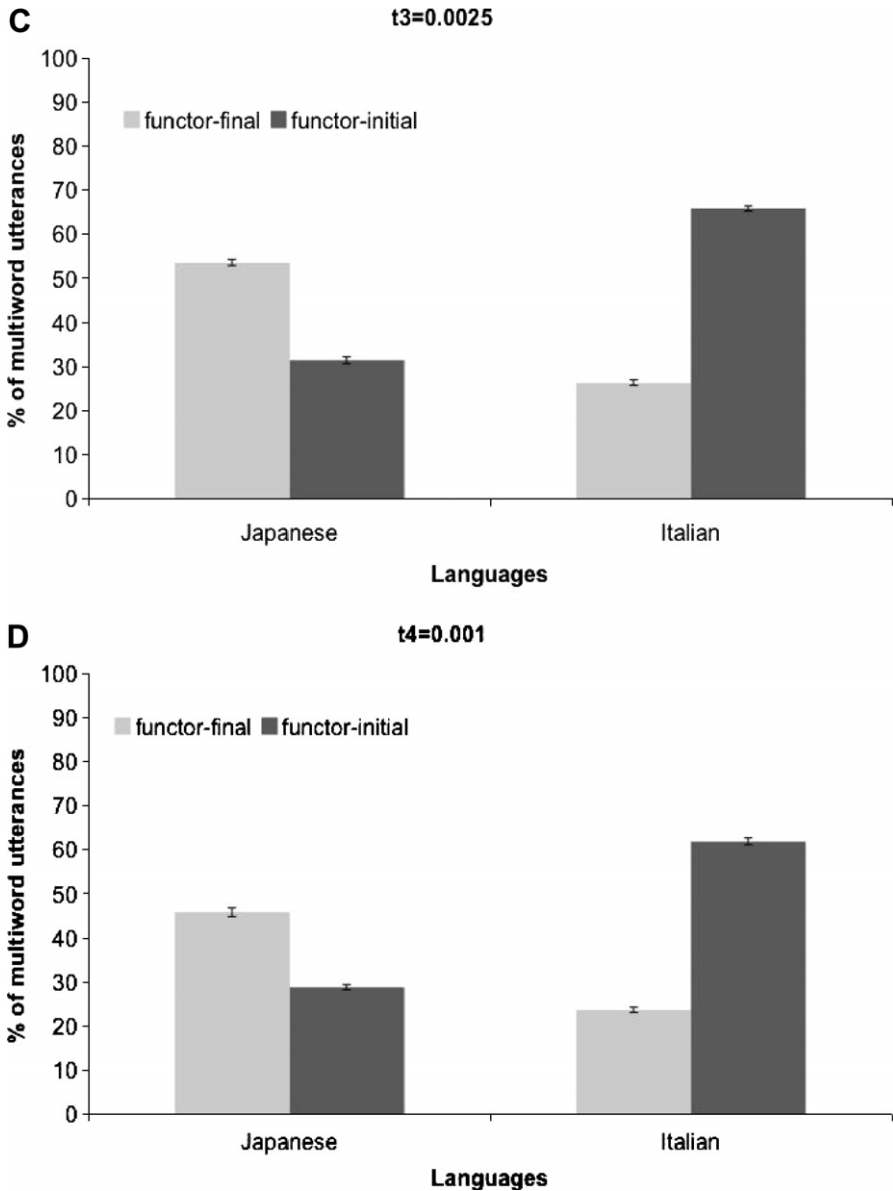 C
t3=0.0025
% of multiword utterances
100
90
80
70
60
50
40
30
20
10
0
functor-final functor-initial
Japanese Italian
Languages
D
t4=0.001
% of multiword utterances
100
90
80
70
60
50
40
30
20
10
0
functor-final functor-initial
Japanese Italian
Languages